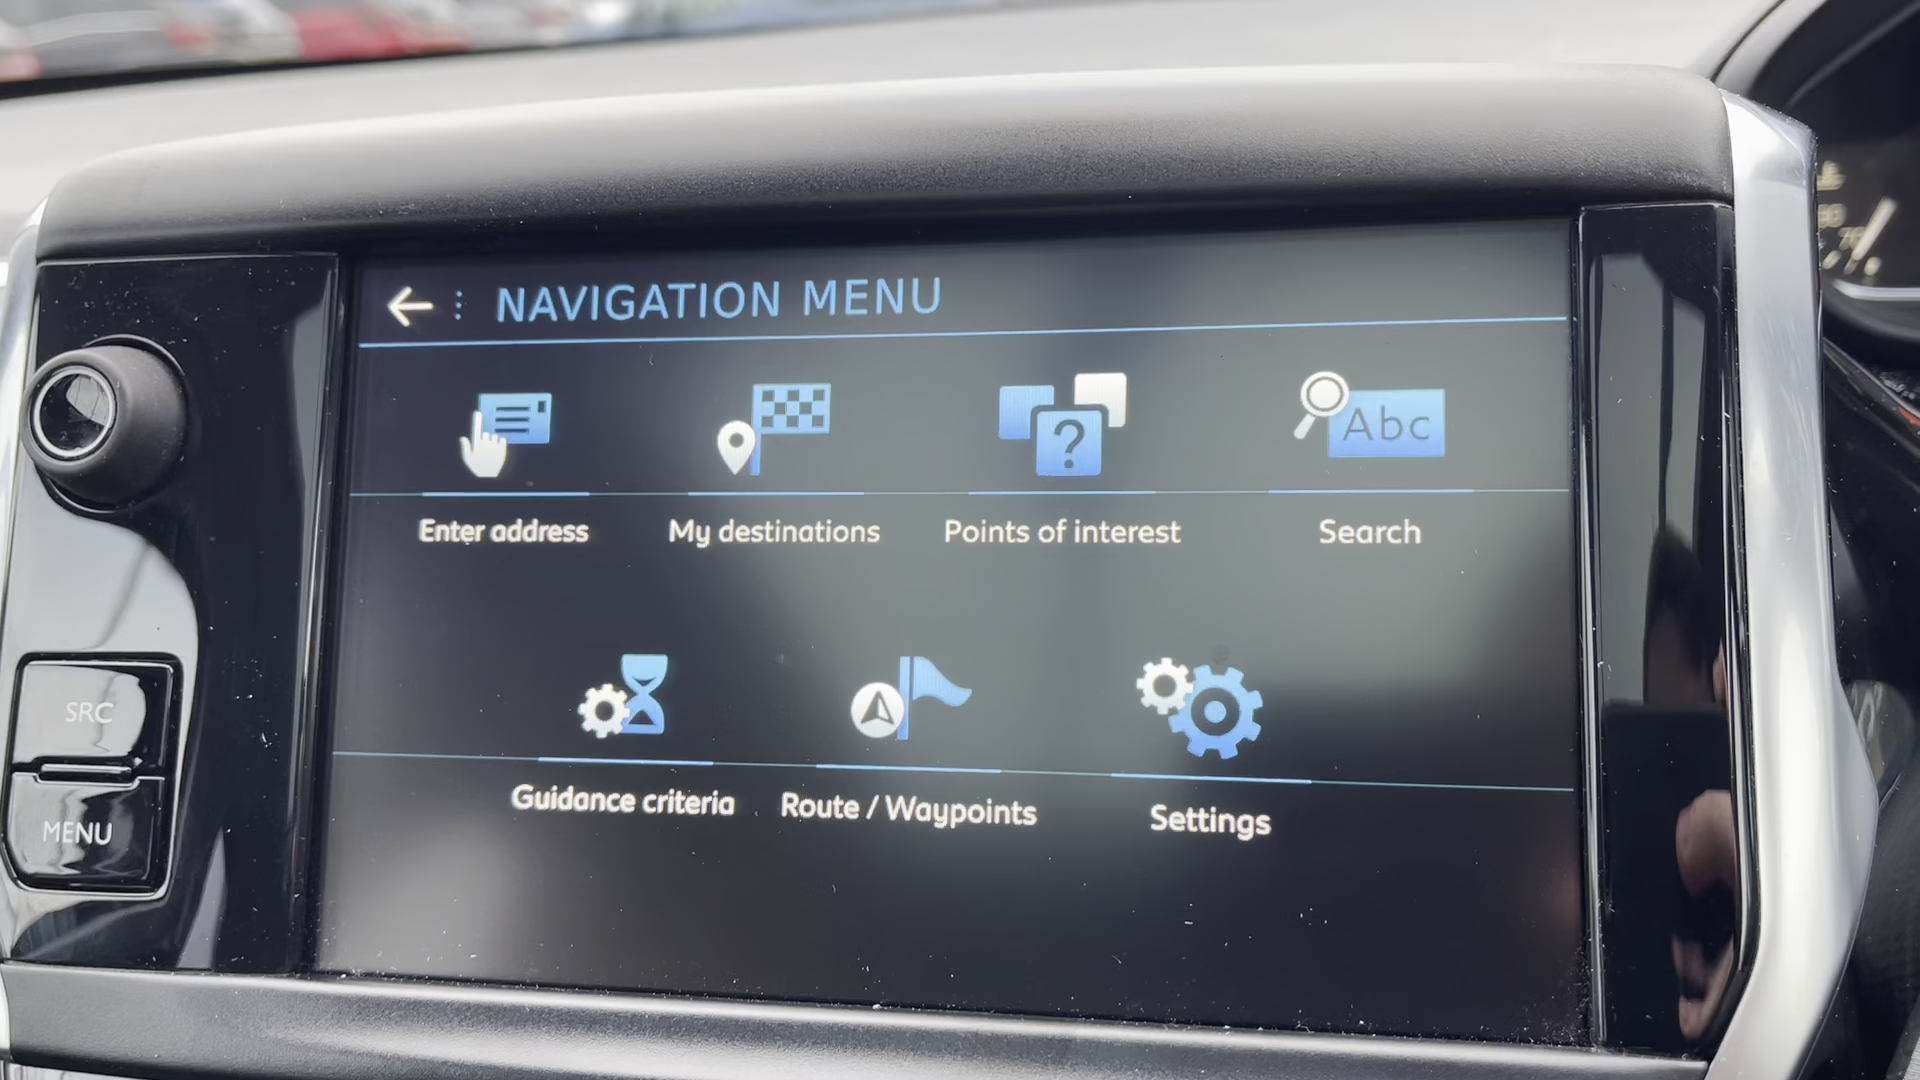 NAVIGATION MENU
Abc
Enter address
My destinations
Points of interest
Search
SRC
MENU
Guidance criteria
Route / Waypoints
Settings